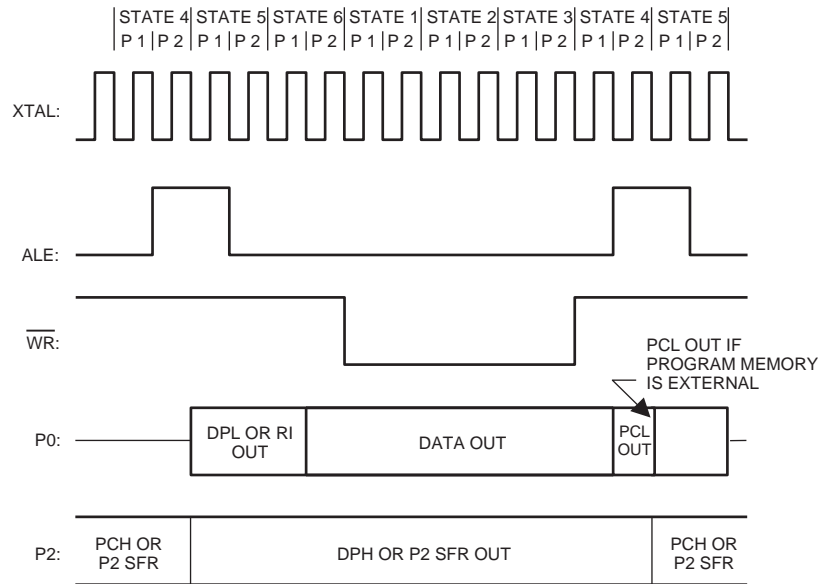 STATE 4 STATE 5 STATE 6 STATE 1 STATE 2 STATE 3 STATE 4 STATE 5
P 1 P 2 P 1 P 2 P 1 P 2 P 1 P 2 P 1 P 2 P 1 P 2 P 1 P 2 P 1 P 2
XTAL:
ALE:
WR:
PCL OUT IF
PROGRAM MEMORY
IS EXTERNAL
P0:
DPL OR RI
OUT
DATA OUT
PCL
OUT
P2:
PCH OR
P2 SFR
DPH OR P2 SFR OUT
PCH OR
P2 SFR